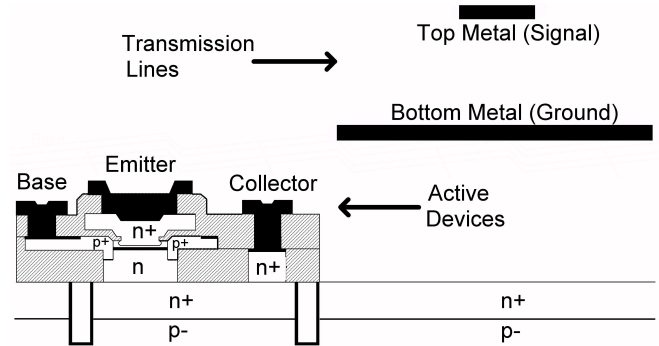 Top Metal (Signal)
Transmission
Lines
Bottom Metal (Ground)
Emitter
Base
Collector
Active
Devices
n+
p+
p+
n
n+
n+
n+
p-
p-